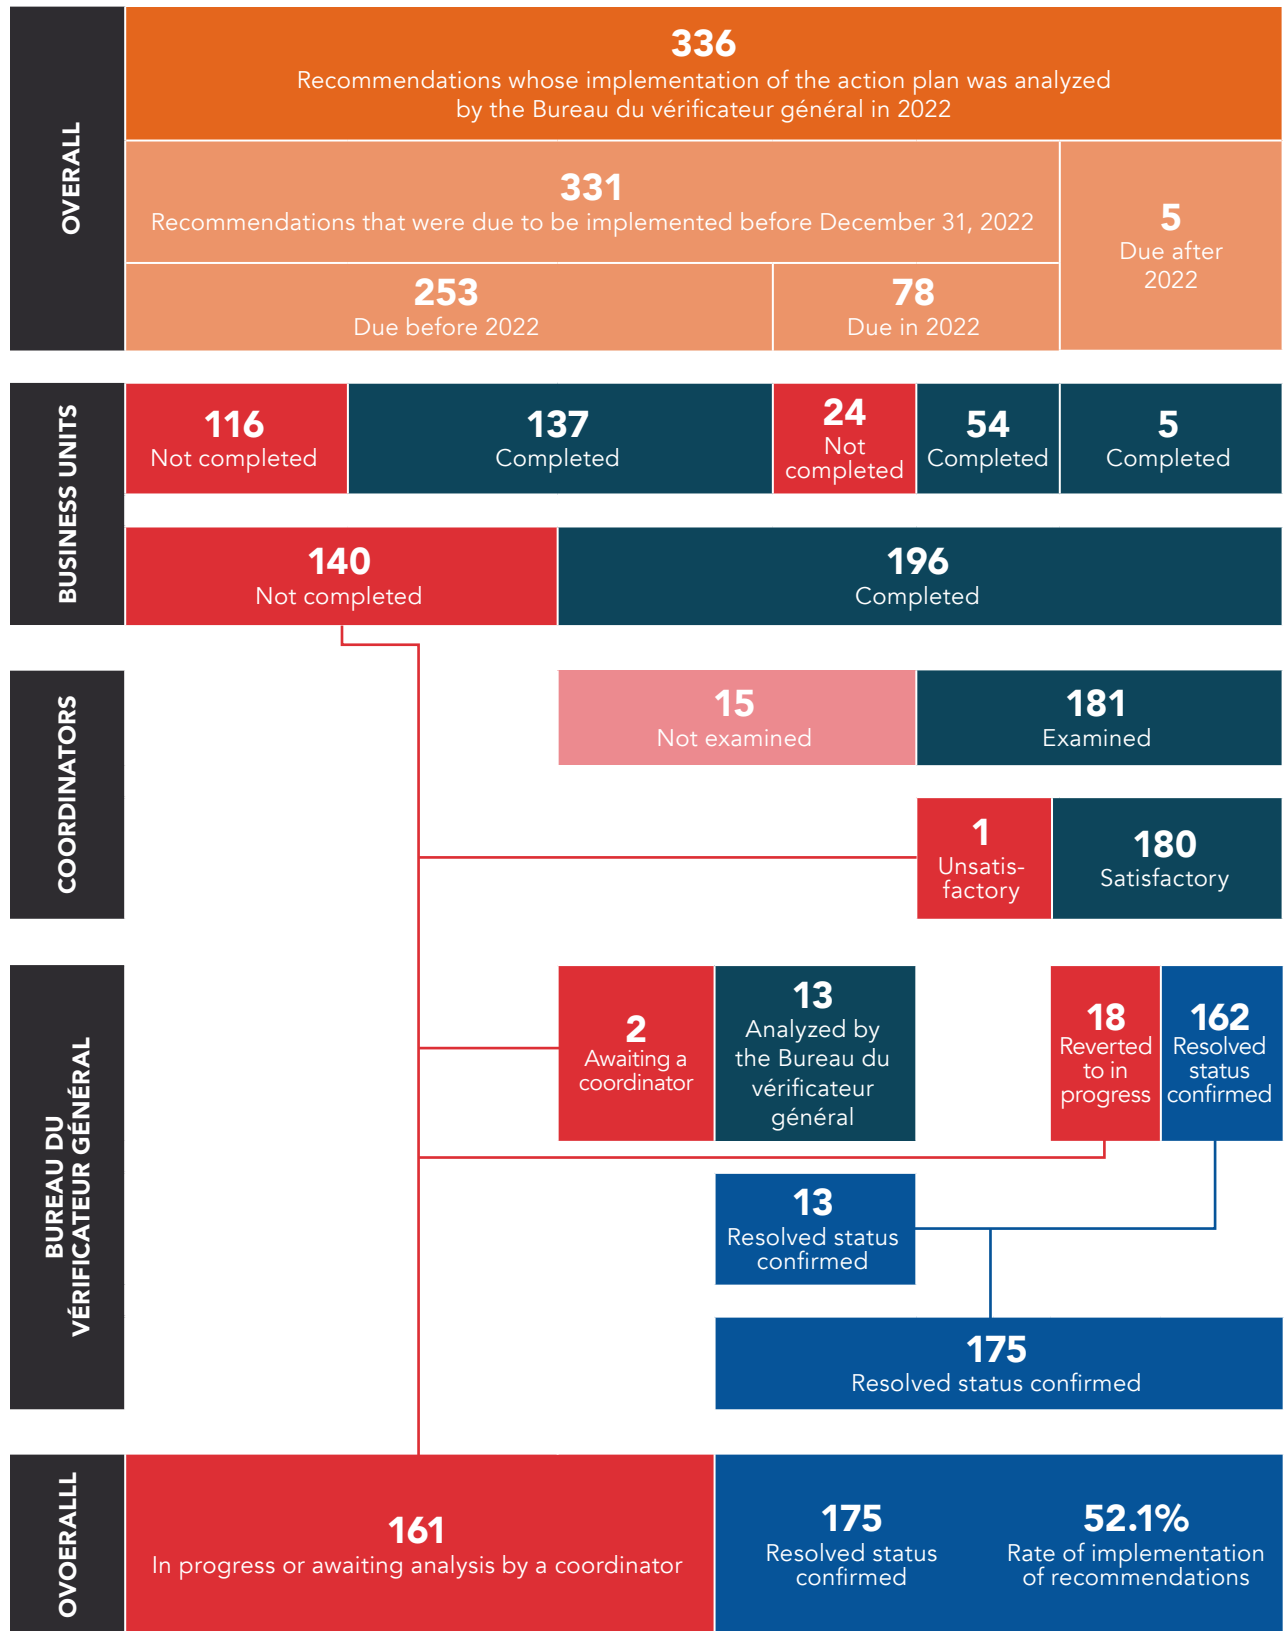 OVERALL
336
Recommendations whose implementation of the action plan was analyzed
by the Bureau du vérificateur général in 2022
331
Recommendations that were due to be implemented before December 31, 2022
5
Due after
2022
253
Due before 2022
78
Due in 2022
BUSINESS UNITS
116
Not completed
137
Completed
24
Not
completed
54
Completed
5
Completed
140
Not completed
196
Completed
COORDINATORS
15
Not examined
181
Examined
1
Unsatis-
factory
180
Satisfactory
BUREAU DU
VÉRIFICATEUR GÉNÉRAL
2
Awaiting a
coordinator
13
Analyzed by
the Bureau du
vérificateur
général
18
Reverted
to in
progress
162
Resolved
status
confirmed
13
Resolved status
confirmed
175
Resolved status confirmed
OVOERALLL
161
In progress or awaiting analysis by a coordinator
175
Resolved status
confirmed
52.1%
Rate of implementation
of recommendations